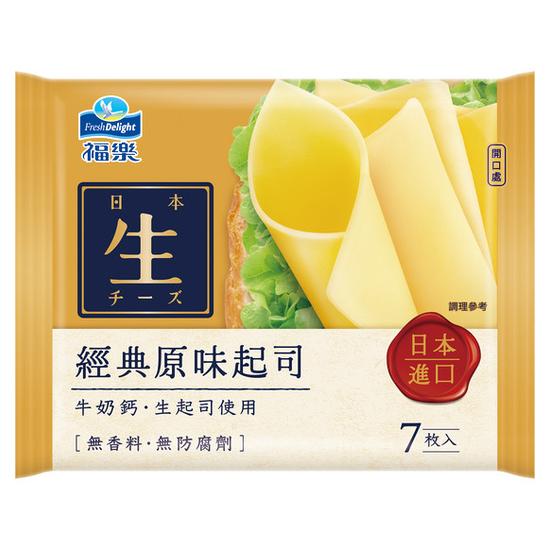 FreshDelight
福樂
開口處
日本
生
チーズ
調理參考
經典原味起司
日本
進口
牛奶鈣・生起司使用
[無香料・無防腐劑]
7枚入